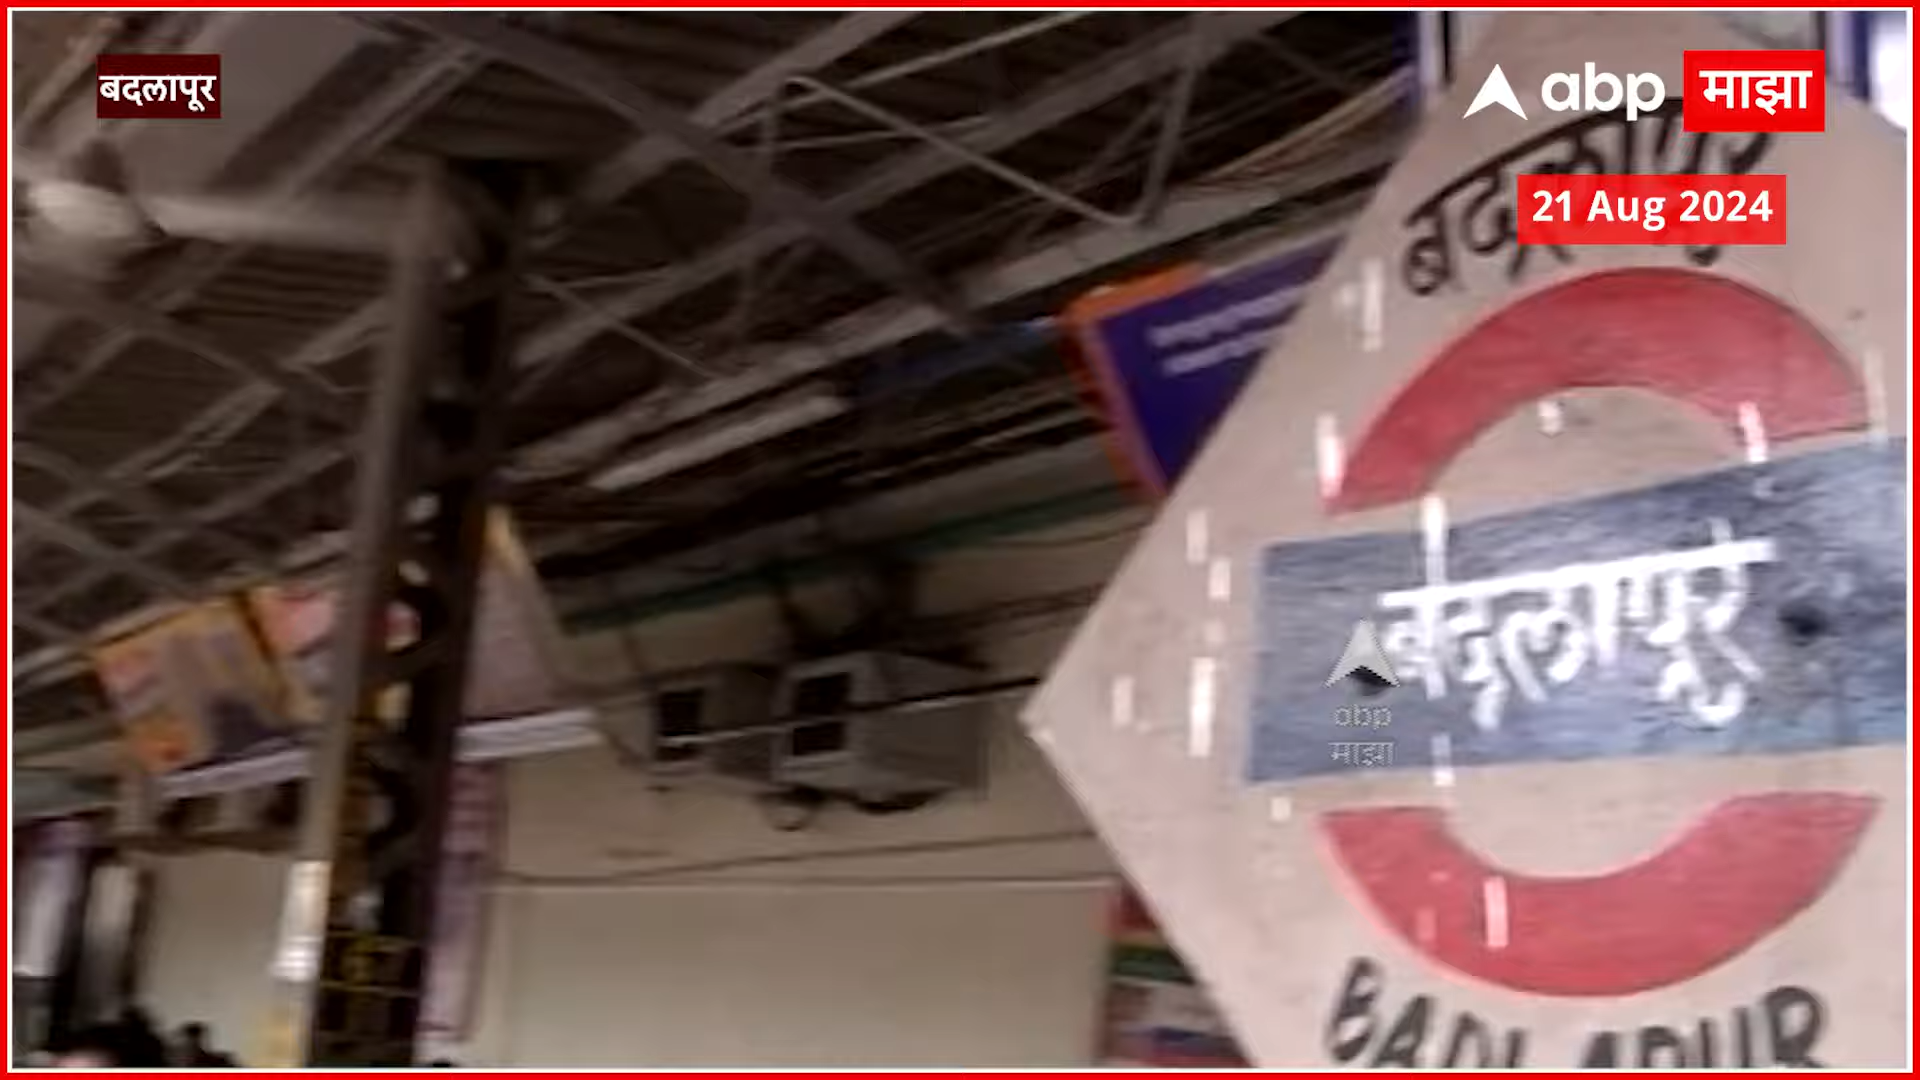 बदलापूर
abp माझा
21 Aug 2024
बदलापुर
बदलापूर
abp
माझा
BADLAPUR